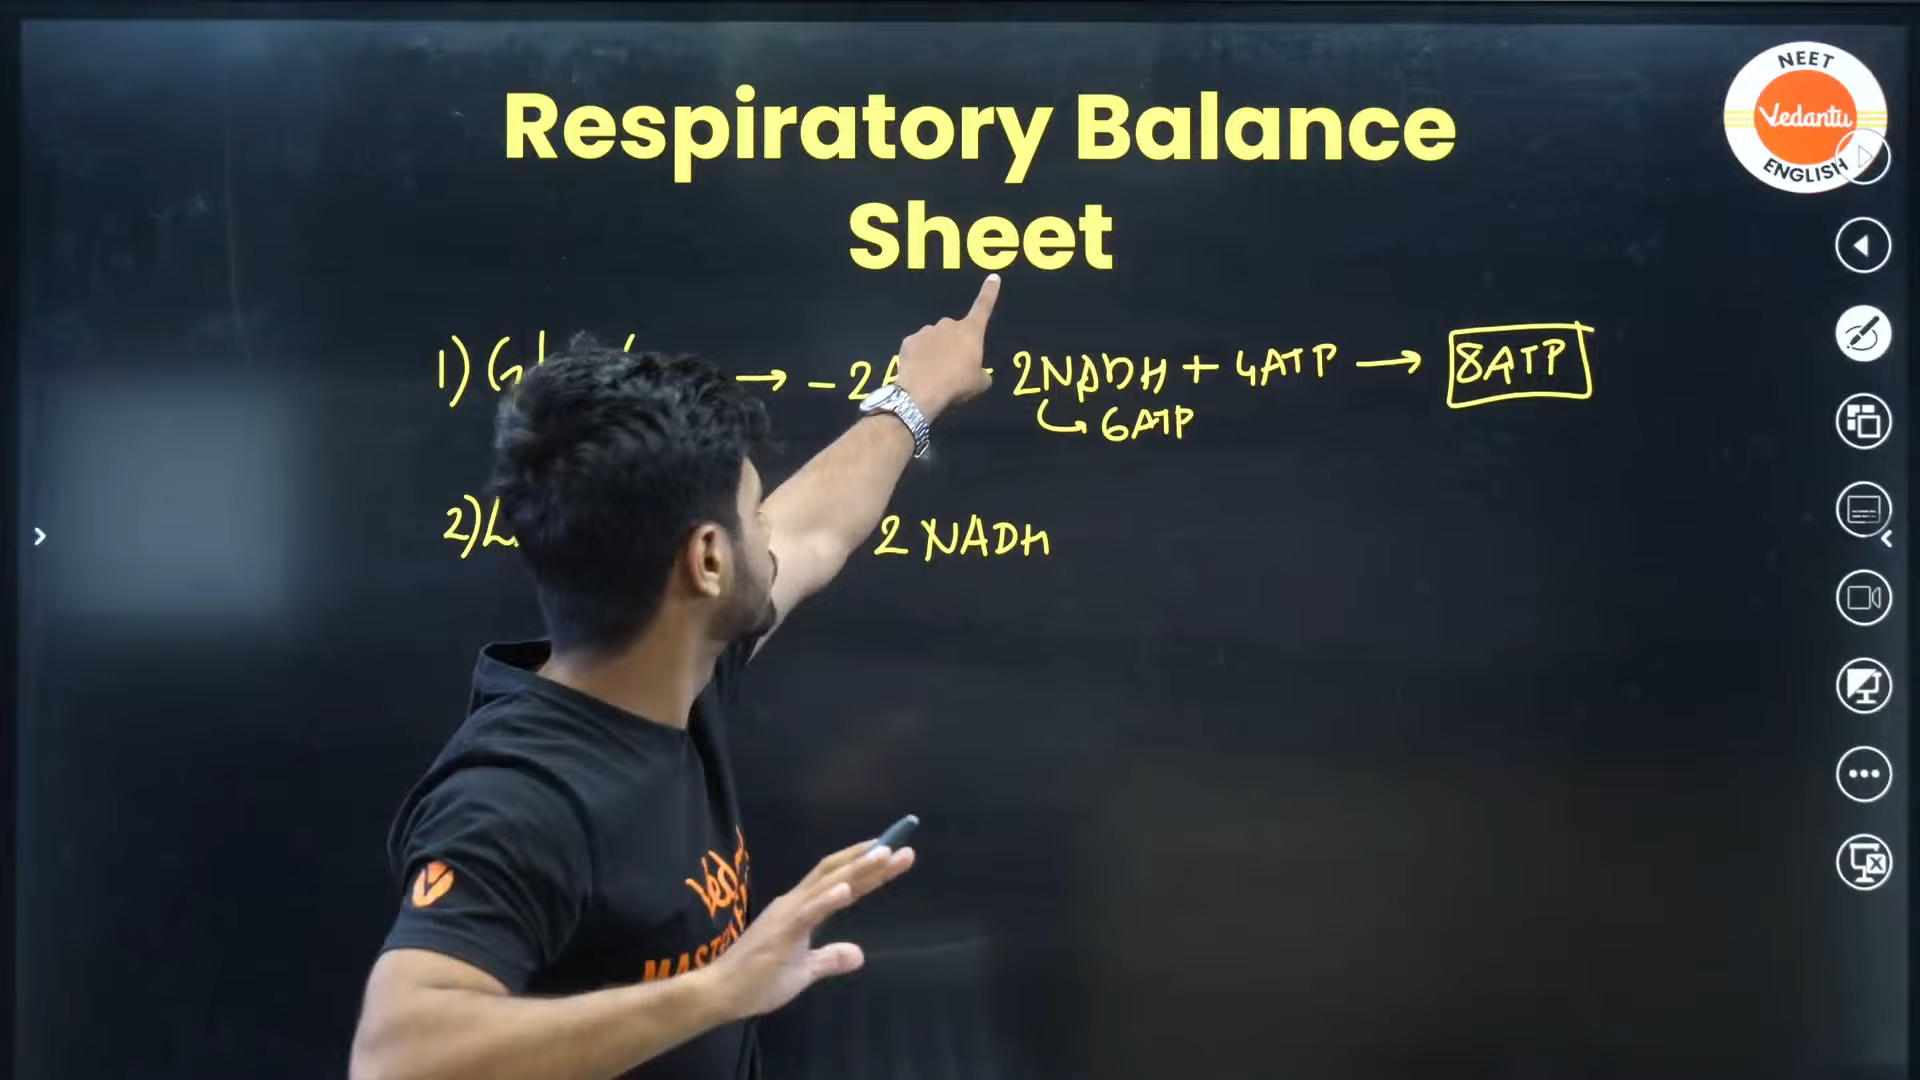 Respiratory Balance
Sheet
NEET
Vedantu
ENGLISH
1) → - 2 2NADH + 4ATP → 8ATP
6ATP
2) 2 NADH